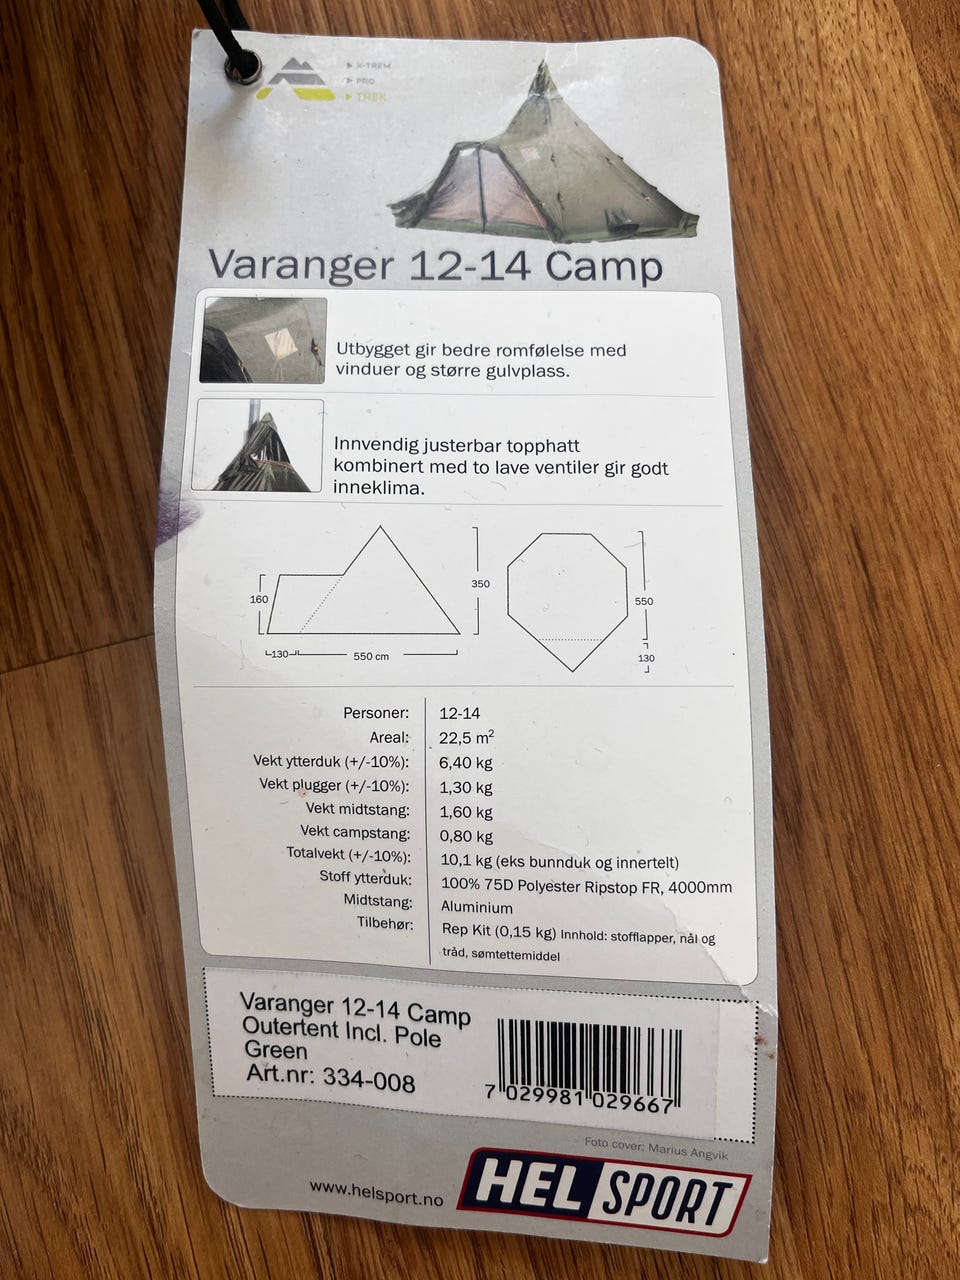 X-TREM
PRO
TREK
Varanger 12-14 Camp
Utbygget gir bedre romfølelse med
vinduer og større gulvplass.
Innvendig justerbar topphatt
kombinert med to lave ventiler gir godt
inneklima.
160
350
130
550 cm
550
130
Personer: 12-14
Areal: 22,5 m²
Vekt ytterduk (+/-10%): 6,40 kg
Vekt plugger (+/-10%): 1,30 kg
Vekt midtstang: 1,60 kg
Vekt campstang: 0,80 kg
Totalvekt (+/-10%): 10,1 kg (eks bunnduk og innertelt)
Stoff ytterduk: 100% 75D Polyester Ripstop FR, 4000mm
Midtstang: Aluminium
Tilbehør: Rep Kit (0,15 kg) Innhold: stofflapper, nål og
tråd, sømtettemiddel
Varanger 12-14 Camp
Outertent Incl. Pole
Green
Art.nr: 334-008
7 029981 029667
Foto cover: Marius Angvik
www.helsport.no
HELSPORT